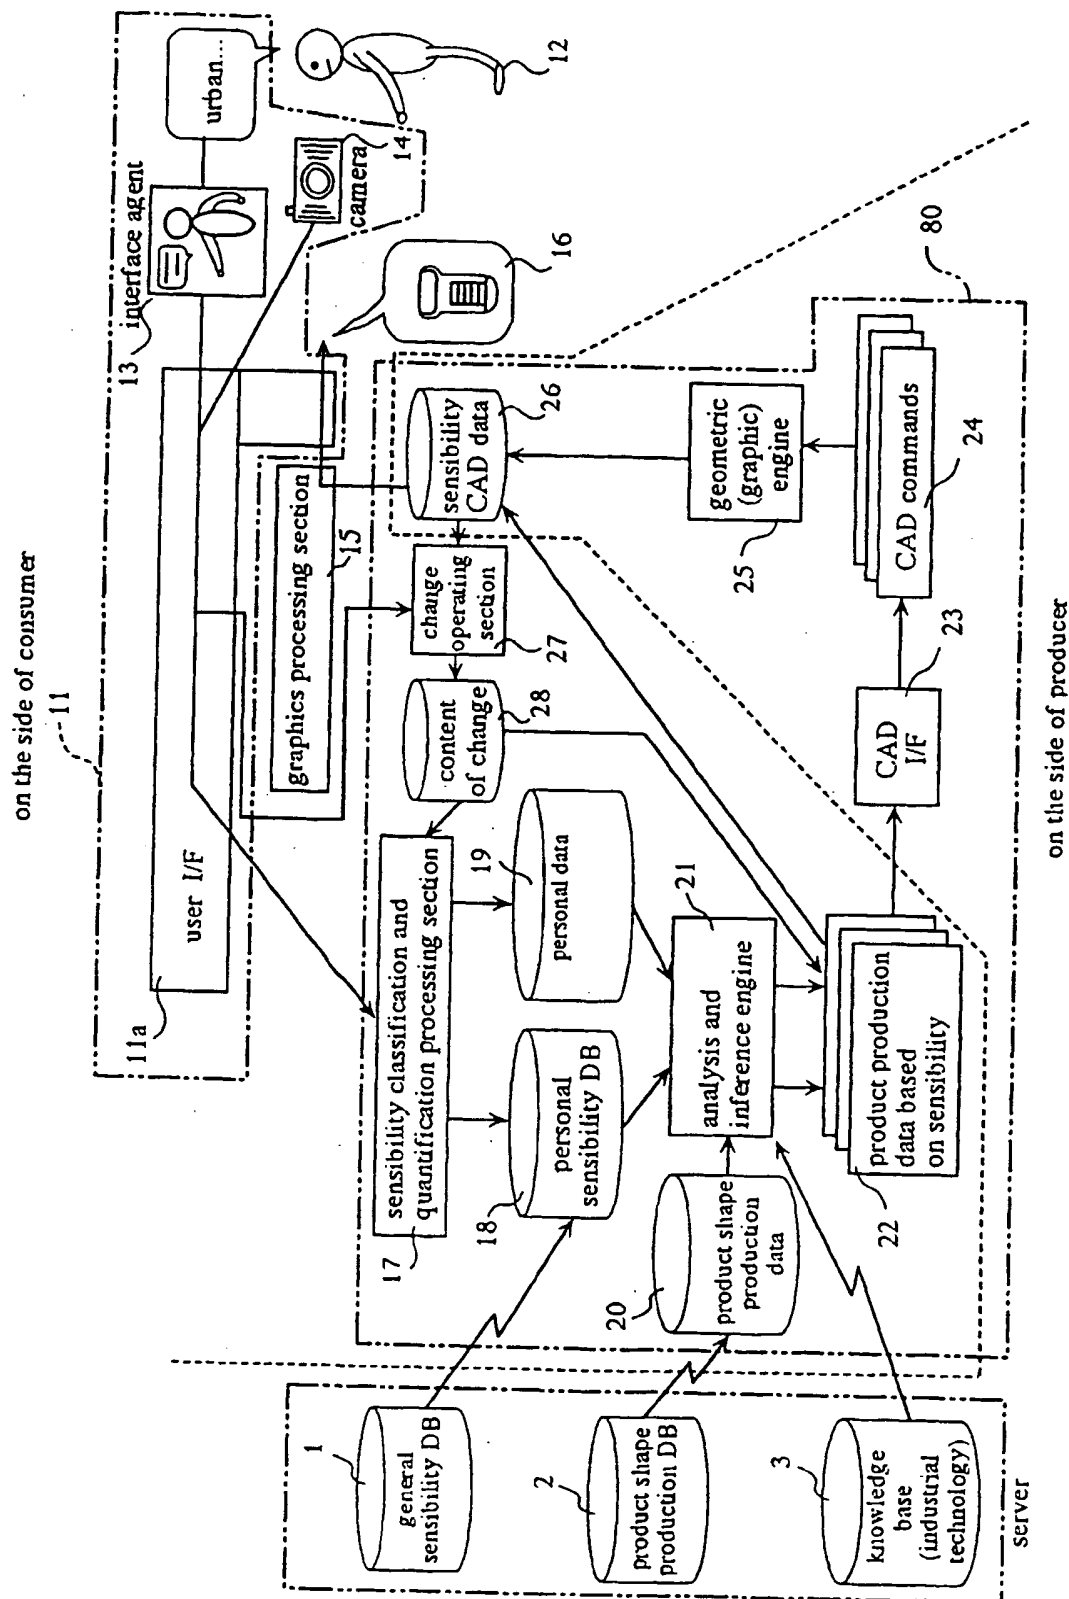 on the side of consumer
11
11a
user I/F
13
interface agent
urban...
12
14
camera
graphics processing section
15
16
17
sensibility classification and
quantification processing section
content
of change
28
change
operating
section
27
sensibility
CAD data
26
18
personal
sensibility DB
19
personal data
20
product shape
production
data
21
analysis and
inference engine
22
product production
data based
on sensibility
CAD
I/F
23
CAD commands
24
geometric
(graphic)
engine
25
80
on the side of producer
1
general
sensibility DB
2
product shape
production DB
3
knowledge
base
(industrial
technology)
server